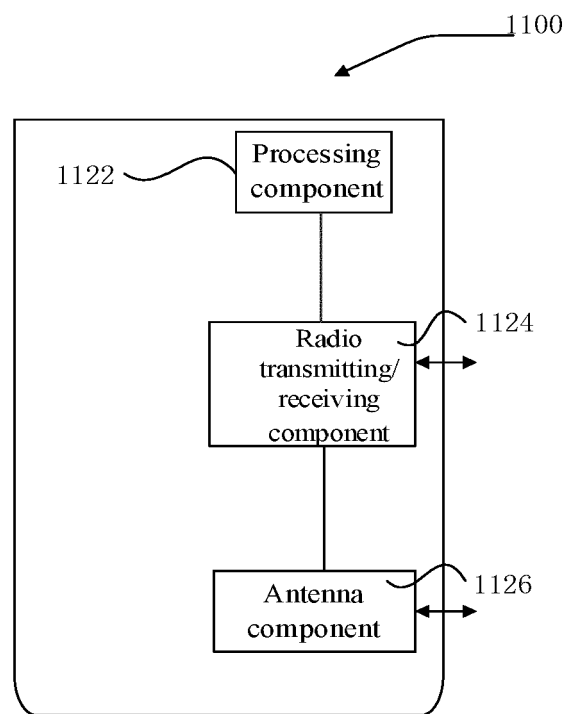 1100
Processing
component
1122
Radio
transmitting/
receiving
component
1124
Antenna
component
1126